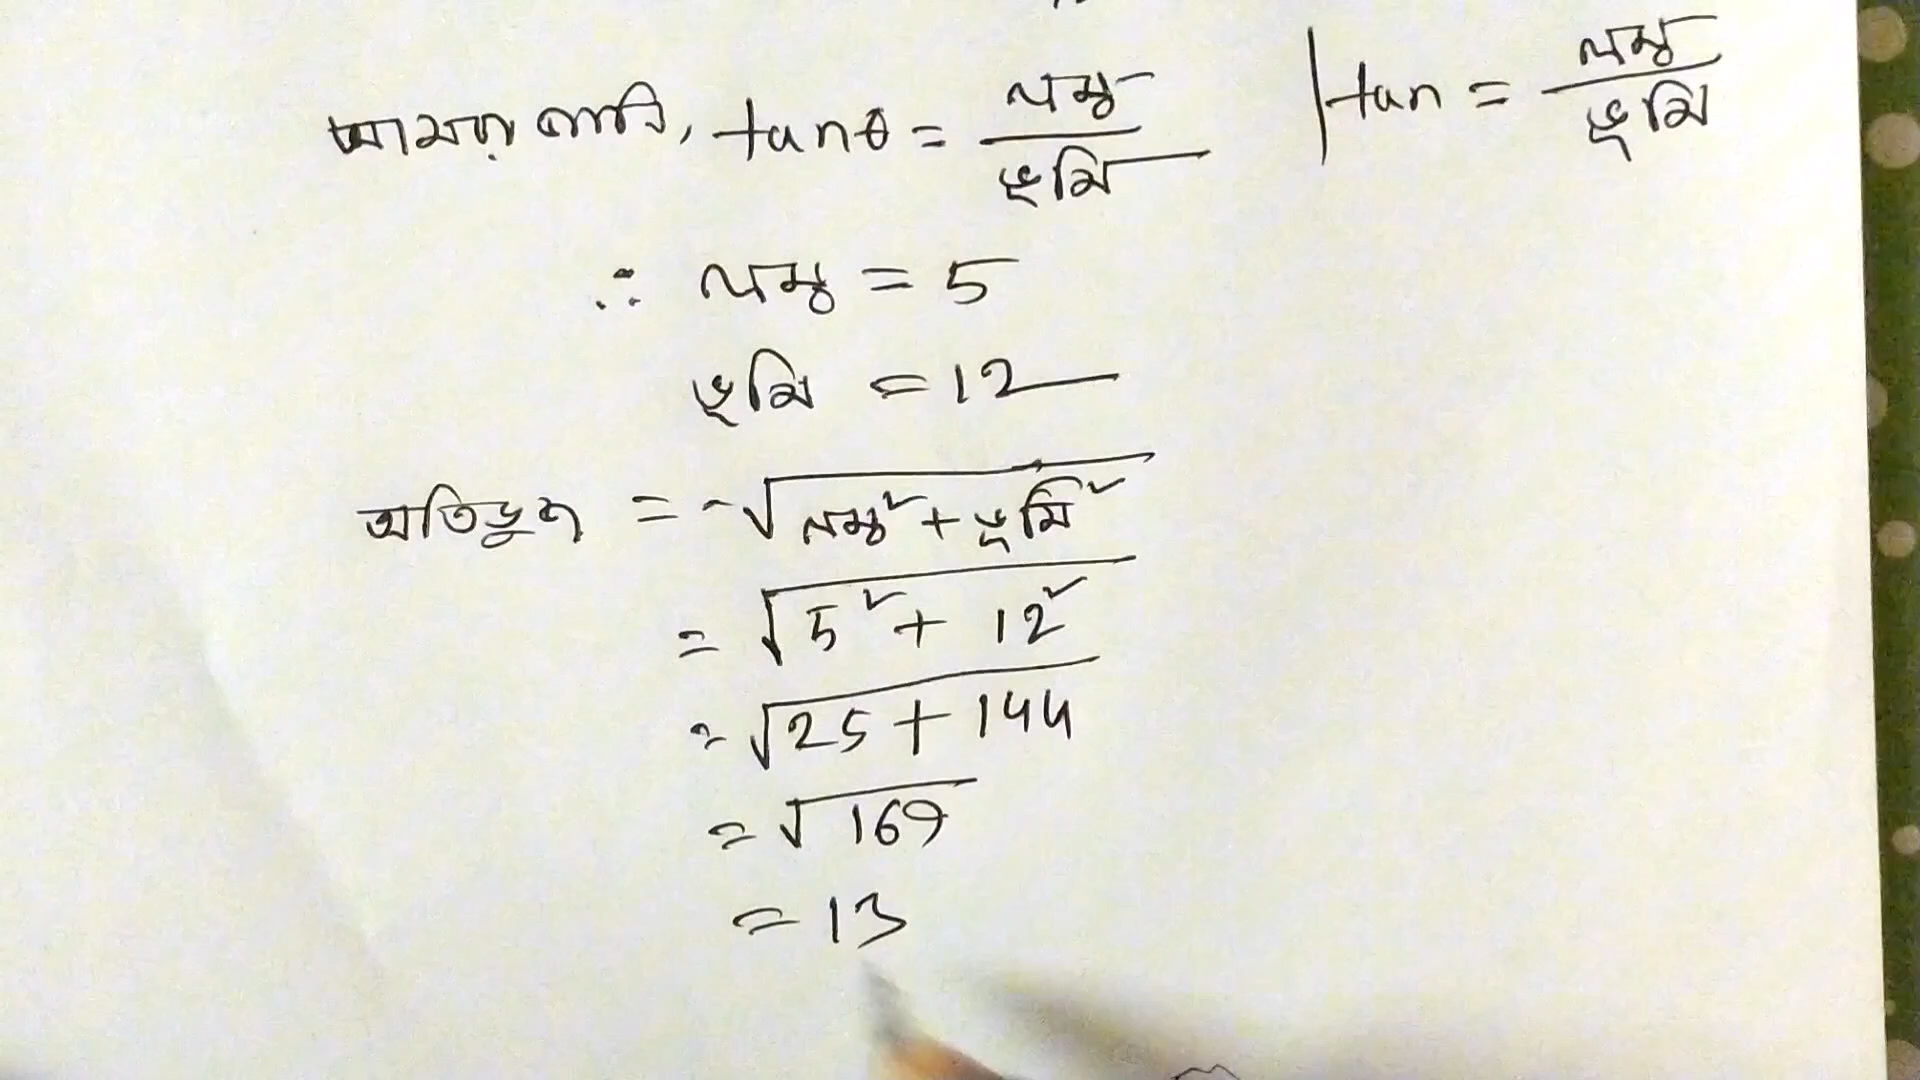 আমরা জানি, tanθ = লম্ব / ভূমি | tan = লম্ব / ভূমি
∴ লম্ব = 5
ভূমি = 12
অতিভুজ = √লম্ব² + ভূমি²
= √5² + 12²
= √25 + 144
= √169
= 13